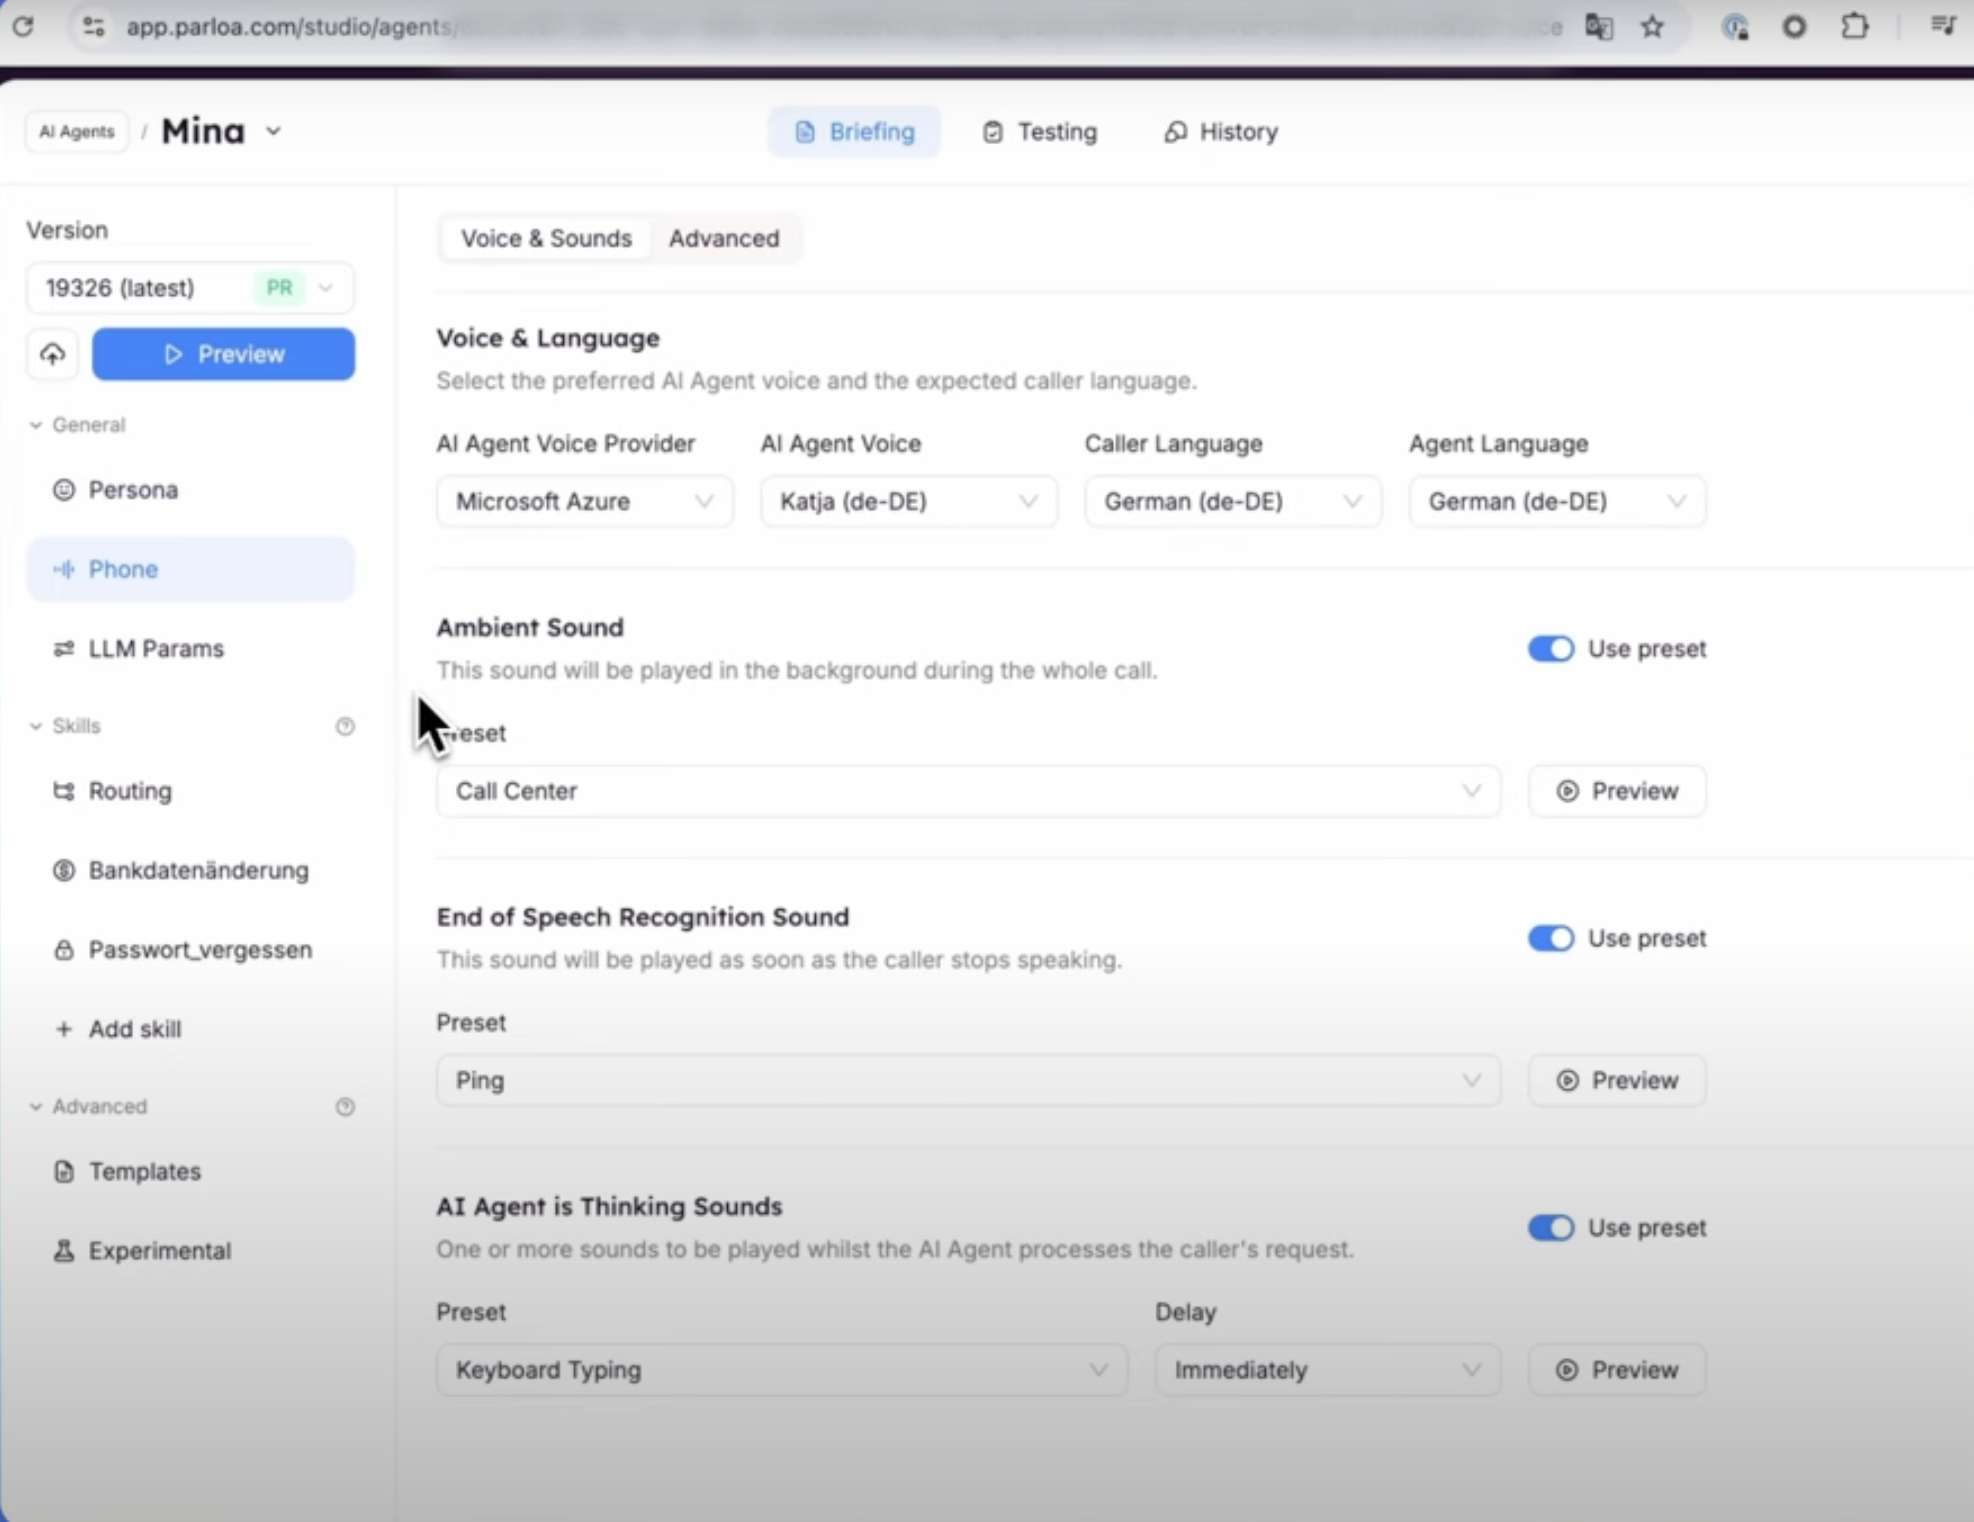 app.parloa.com/studio/agents/
AI Agents / Mina
Briefing
Testing
History
Version
19326 (latest) PR
Preview
General
Persona
Phone
LLM Params
Skills
Routing
Bankdatenänderung
Passwort_vergessen
Add skill
Advanced
Templates
Experimental
Voice & Sounds
Advanced
Voice & Language
Select the preferred AI Agent voice and the expected caller language.
AI Agent Voice Provider
AI Agent Voice
Caller Language
Agent Language
Microsoft Azure
Katja (de-DE)
German (de-DE)
German (de-DE)
Ambient Sound
This sound will be played in the background during the whole call.
Use preset
reset
Call Center
Preview
End of Speech Recognition Sound
This sound will be played as soon as the caller stops speaking.
Use preset
Preset
Ping
Preview
AI Agent is Thinking Sounds
One or more sounds to be played whilst the AI Agent processes the caller's request.
Use preset
Preset
Delay
Keyboard Typing
Immediately
Preview